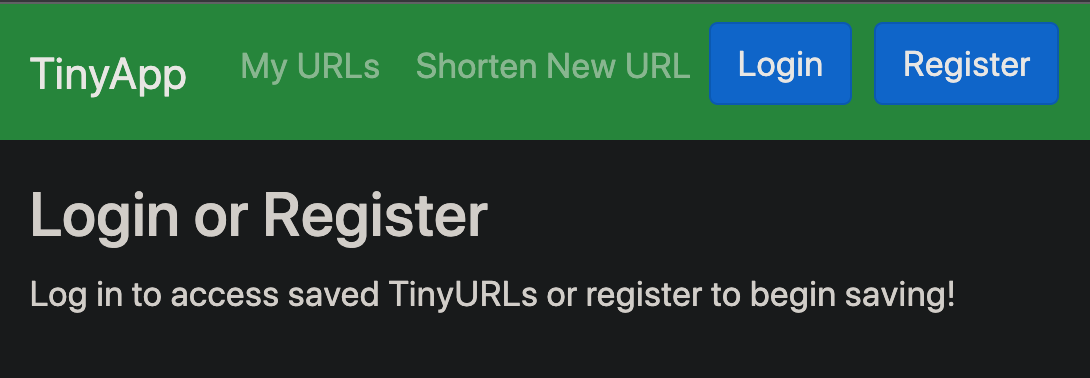 TinyApp My URLs Shorten New URL Login Register
Login or Register
Log in to access saved TinyURLs or register to begin saving!